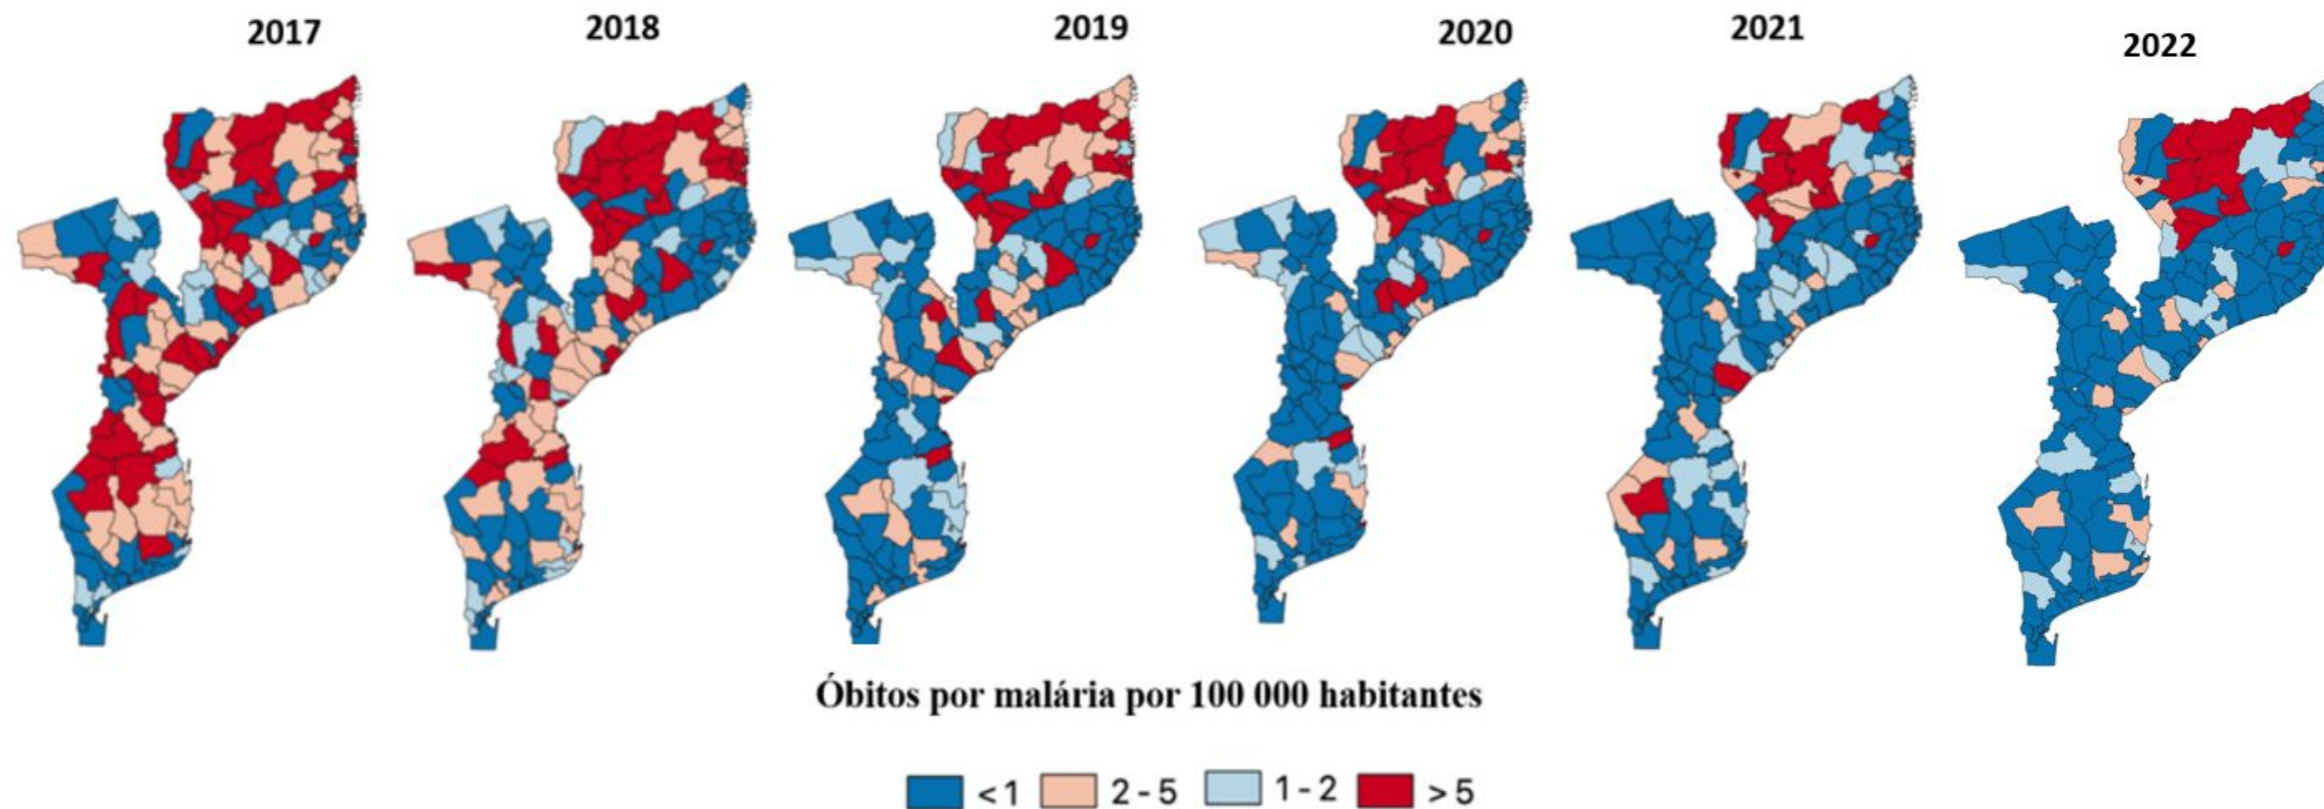 2017 2018 2019 2020 2021 2022
Óbitos por malária por 100 000 habitantes
<1 2 - 5 1 - 2 > 5